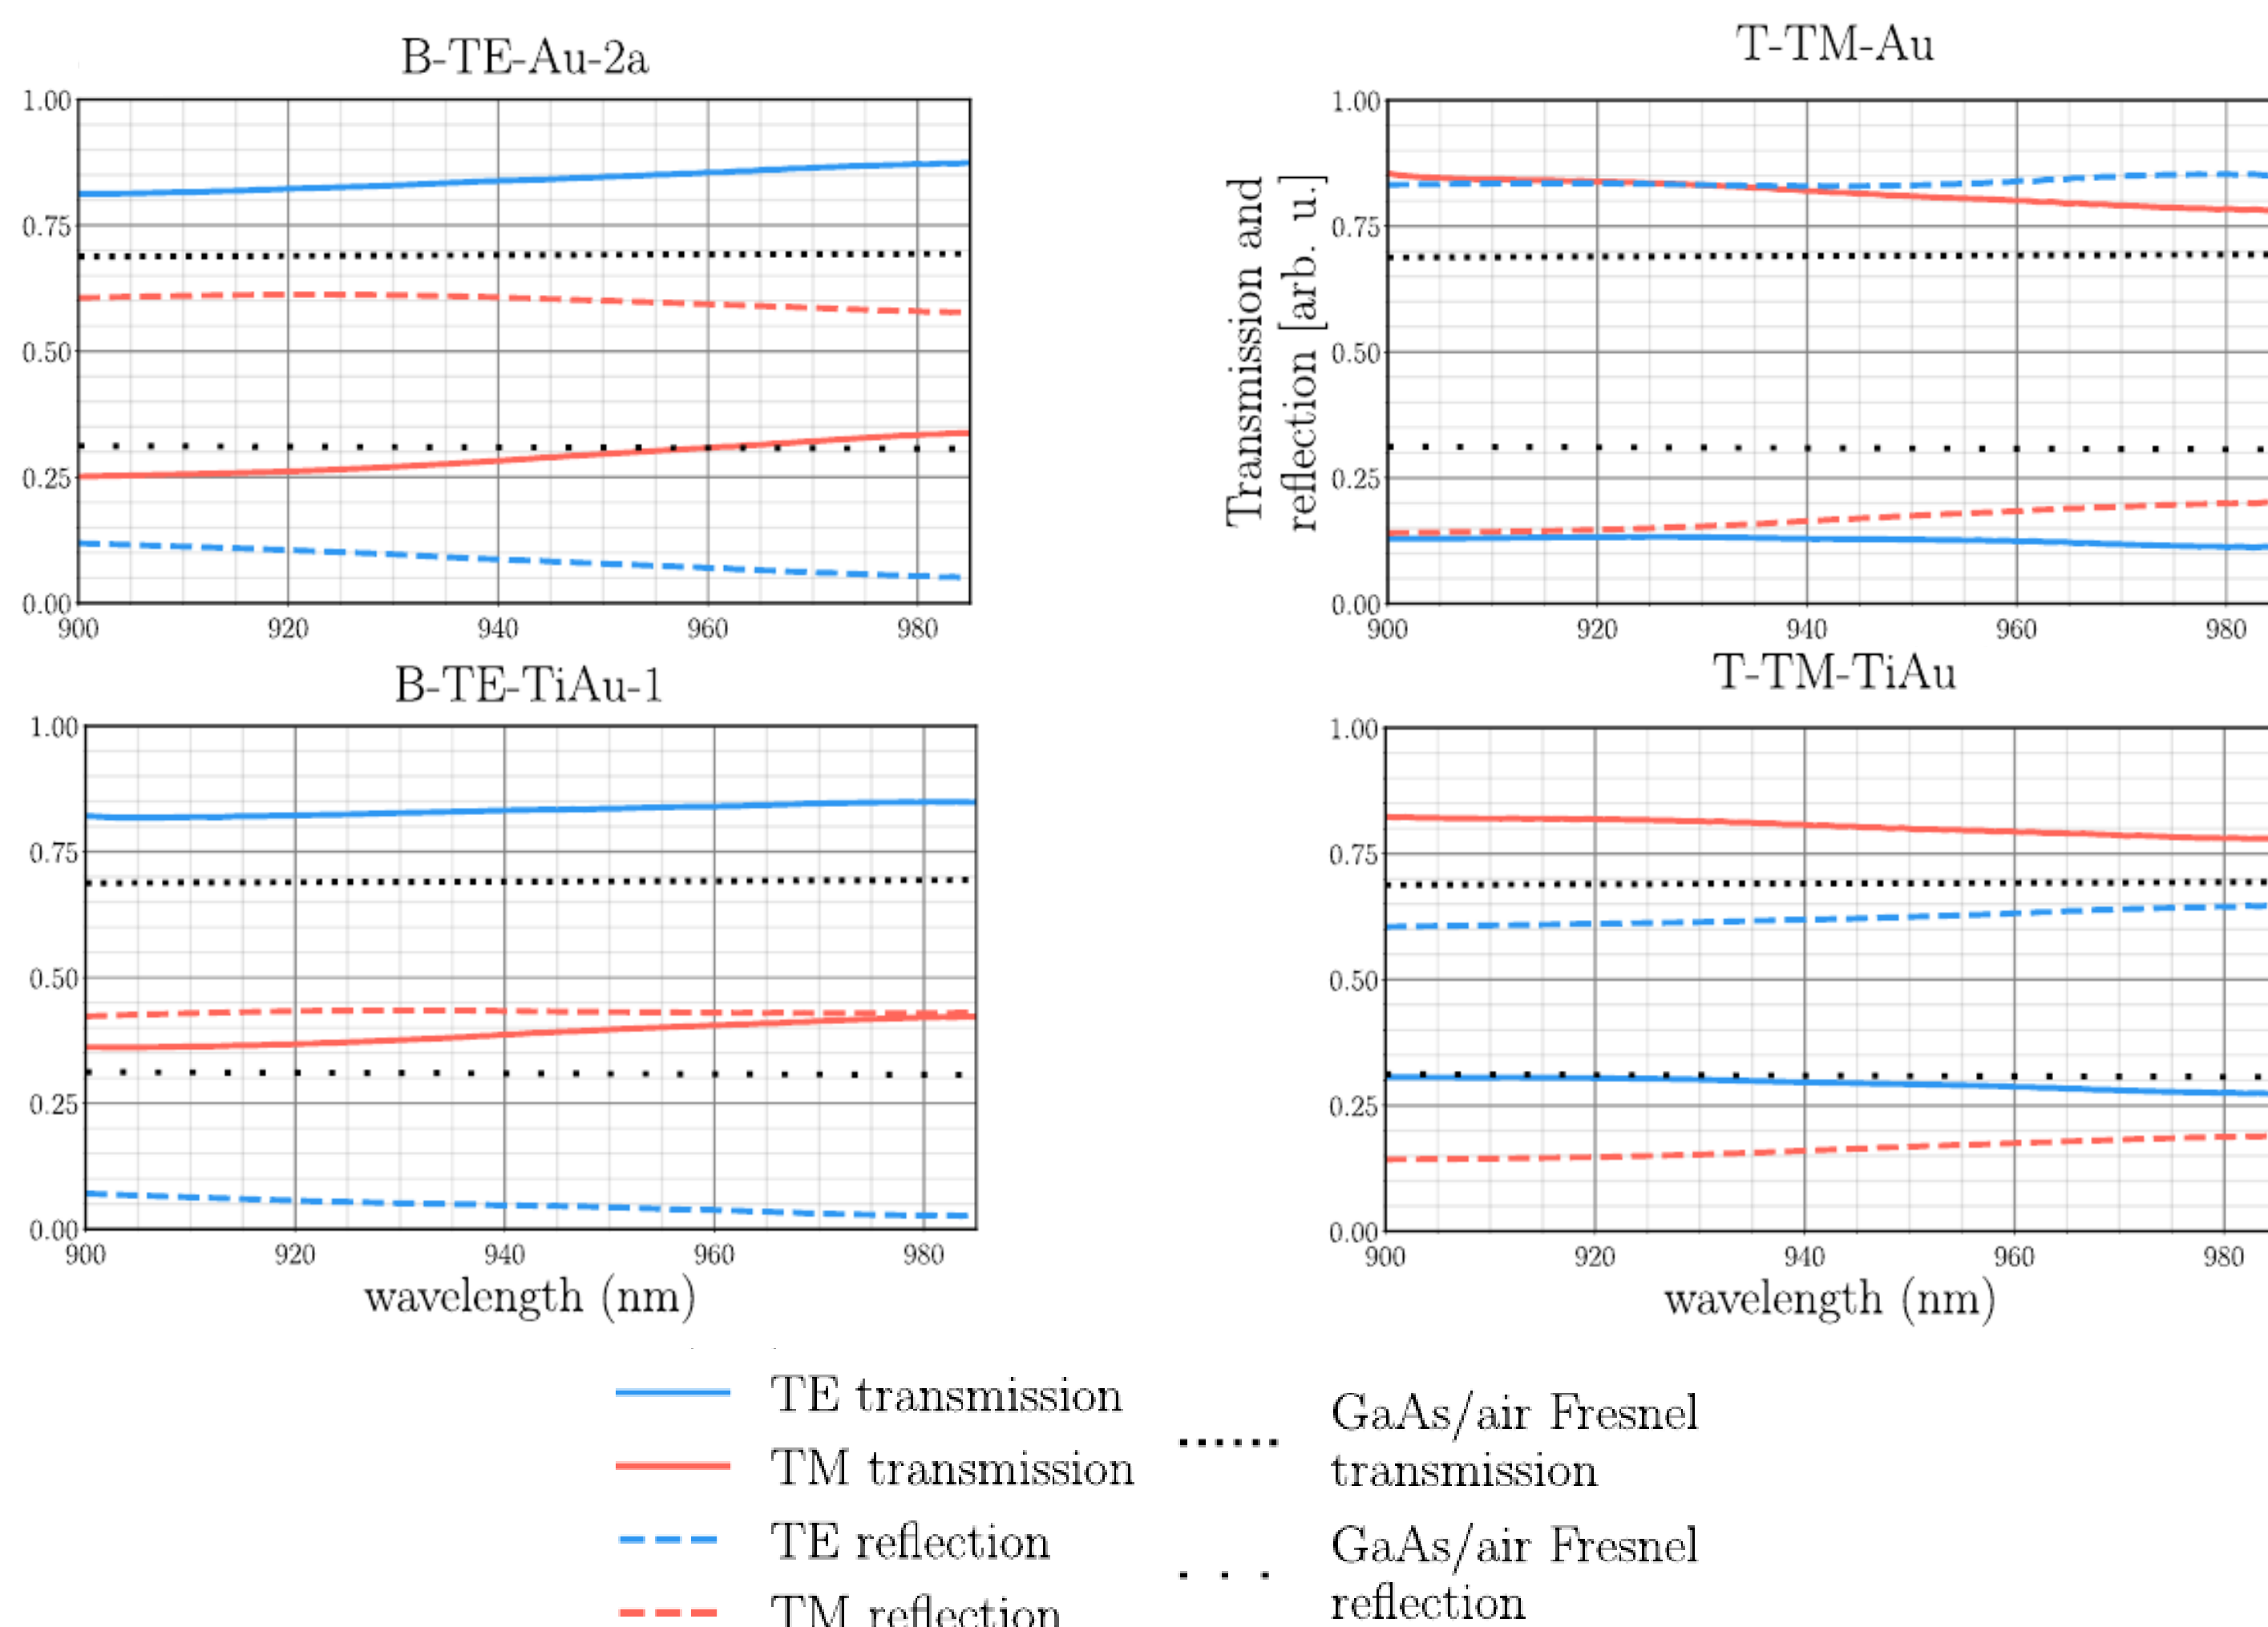 B-TE-Au-2a
1.00
0.75
0.50
0.25
0.00
900 920 940 960 980
T-TM-Au
Transmission and
reflection [arb. u.]
1.00
0.75
0.50
0.25
0.00
900 920 940 960 980
B-TE-TiAu-1
1.00
0.75
0.50
0.25
0.00
900 920 940 960 980
wavelength (nm)
T-TM-TiAu
1.00
0.75
0.50
0.25
0.00
900 920 940 960 980
wavelength (nm)
TE transmission
TM transmission
TE reflection
TM reflection
GaAs/air Fresnel
transmission
GaAs/air Fresnel
reflection